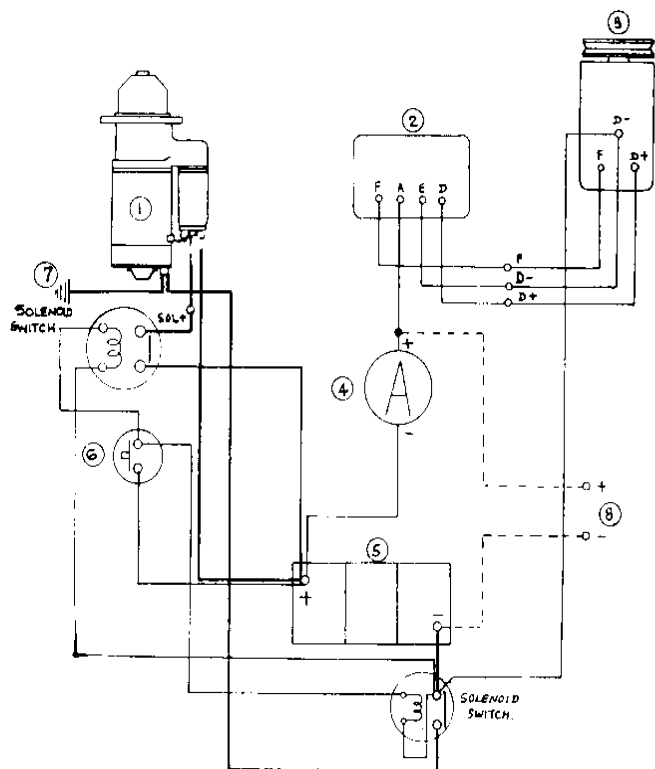 3
2
D-
F
D+
F A E D
1
F
D-
D+
7
SOLENOID
SWITCH
SOL+
+
4
A
-
6
+
8
-
5
+
-
SOLENOID
SWITCH.